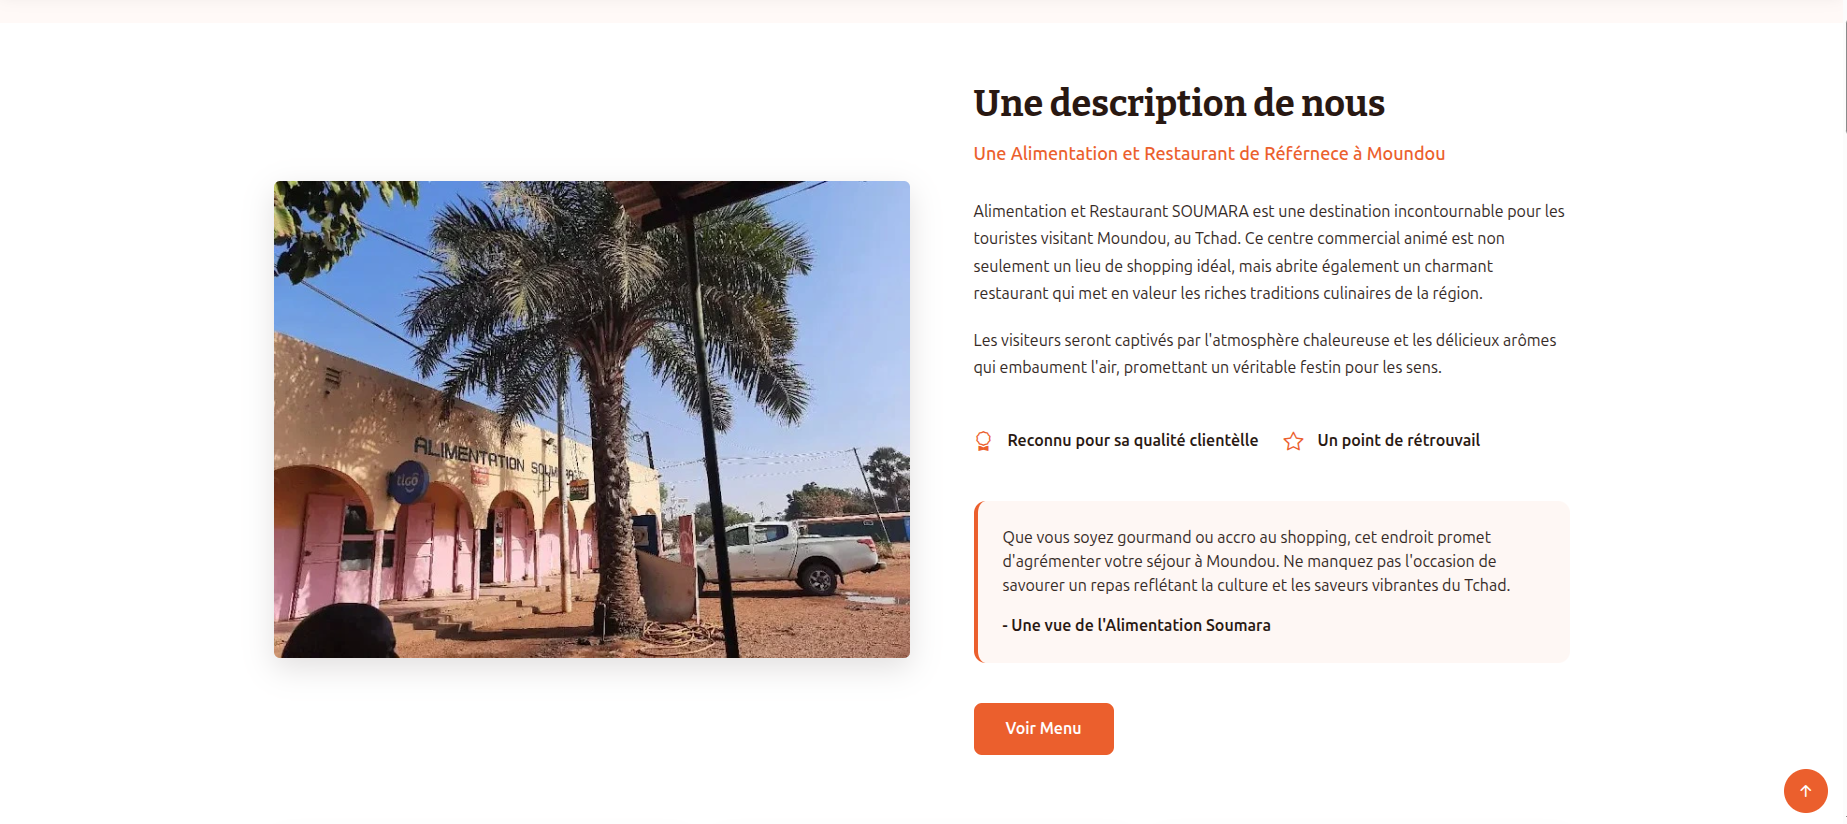 Une description de nous
Une Alimentation et Restaurant de Référnece à Moundou
Alimentation et Restaurant SOUMARA est une destination incontournable pour les
touristes visitant Moundou, au Tchad. Ce centre commercial animé est non
seulement un lieu de shopping idéal, mais abrite également un charmant
restaurant qui met en valeur les riches traditions culinaires de la région.
Les visiteurs seront captivés par l'atmosphère chaleureuse et les délicieux arômes
qui embaument l'air, promettant un véritable festin pour les sens.
Reconnu pour sa qualité clientèlle
Un point de rétrouvail
Que vous soyez gourmand ou accro au shopping, cet endroit promet
d'agrémenter votre séjour à Moundou. Ne manquez pas l'occasion de
savourer un repas reflétant la culture et les saveurs vibrantes du Tchad.
- Une vue de l'Alimentation Soumara
Voir Menu
ALIMENTATION
tigo